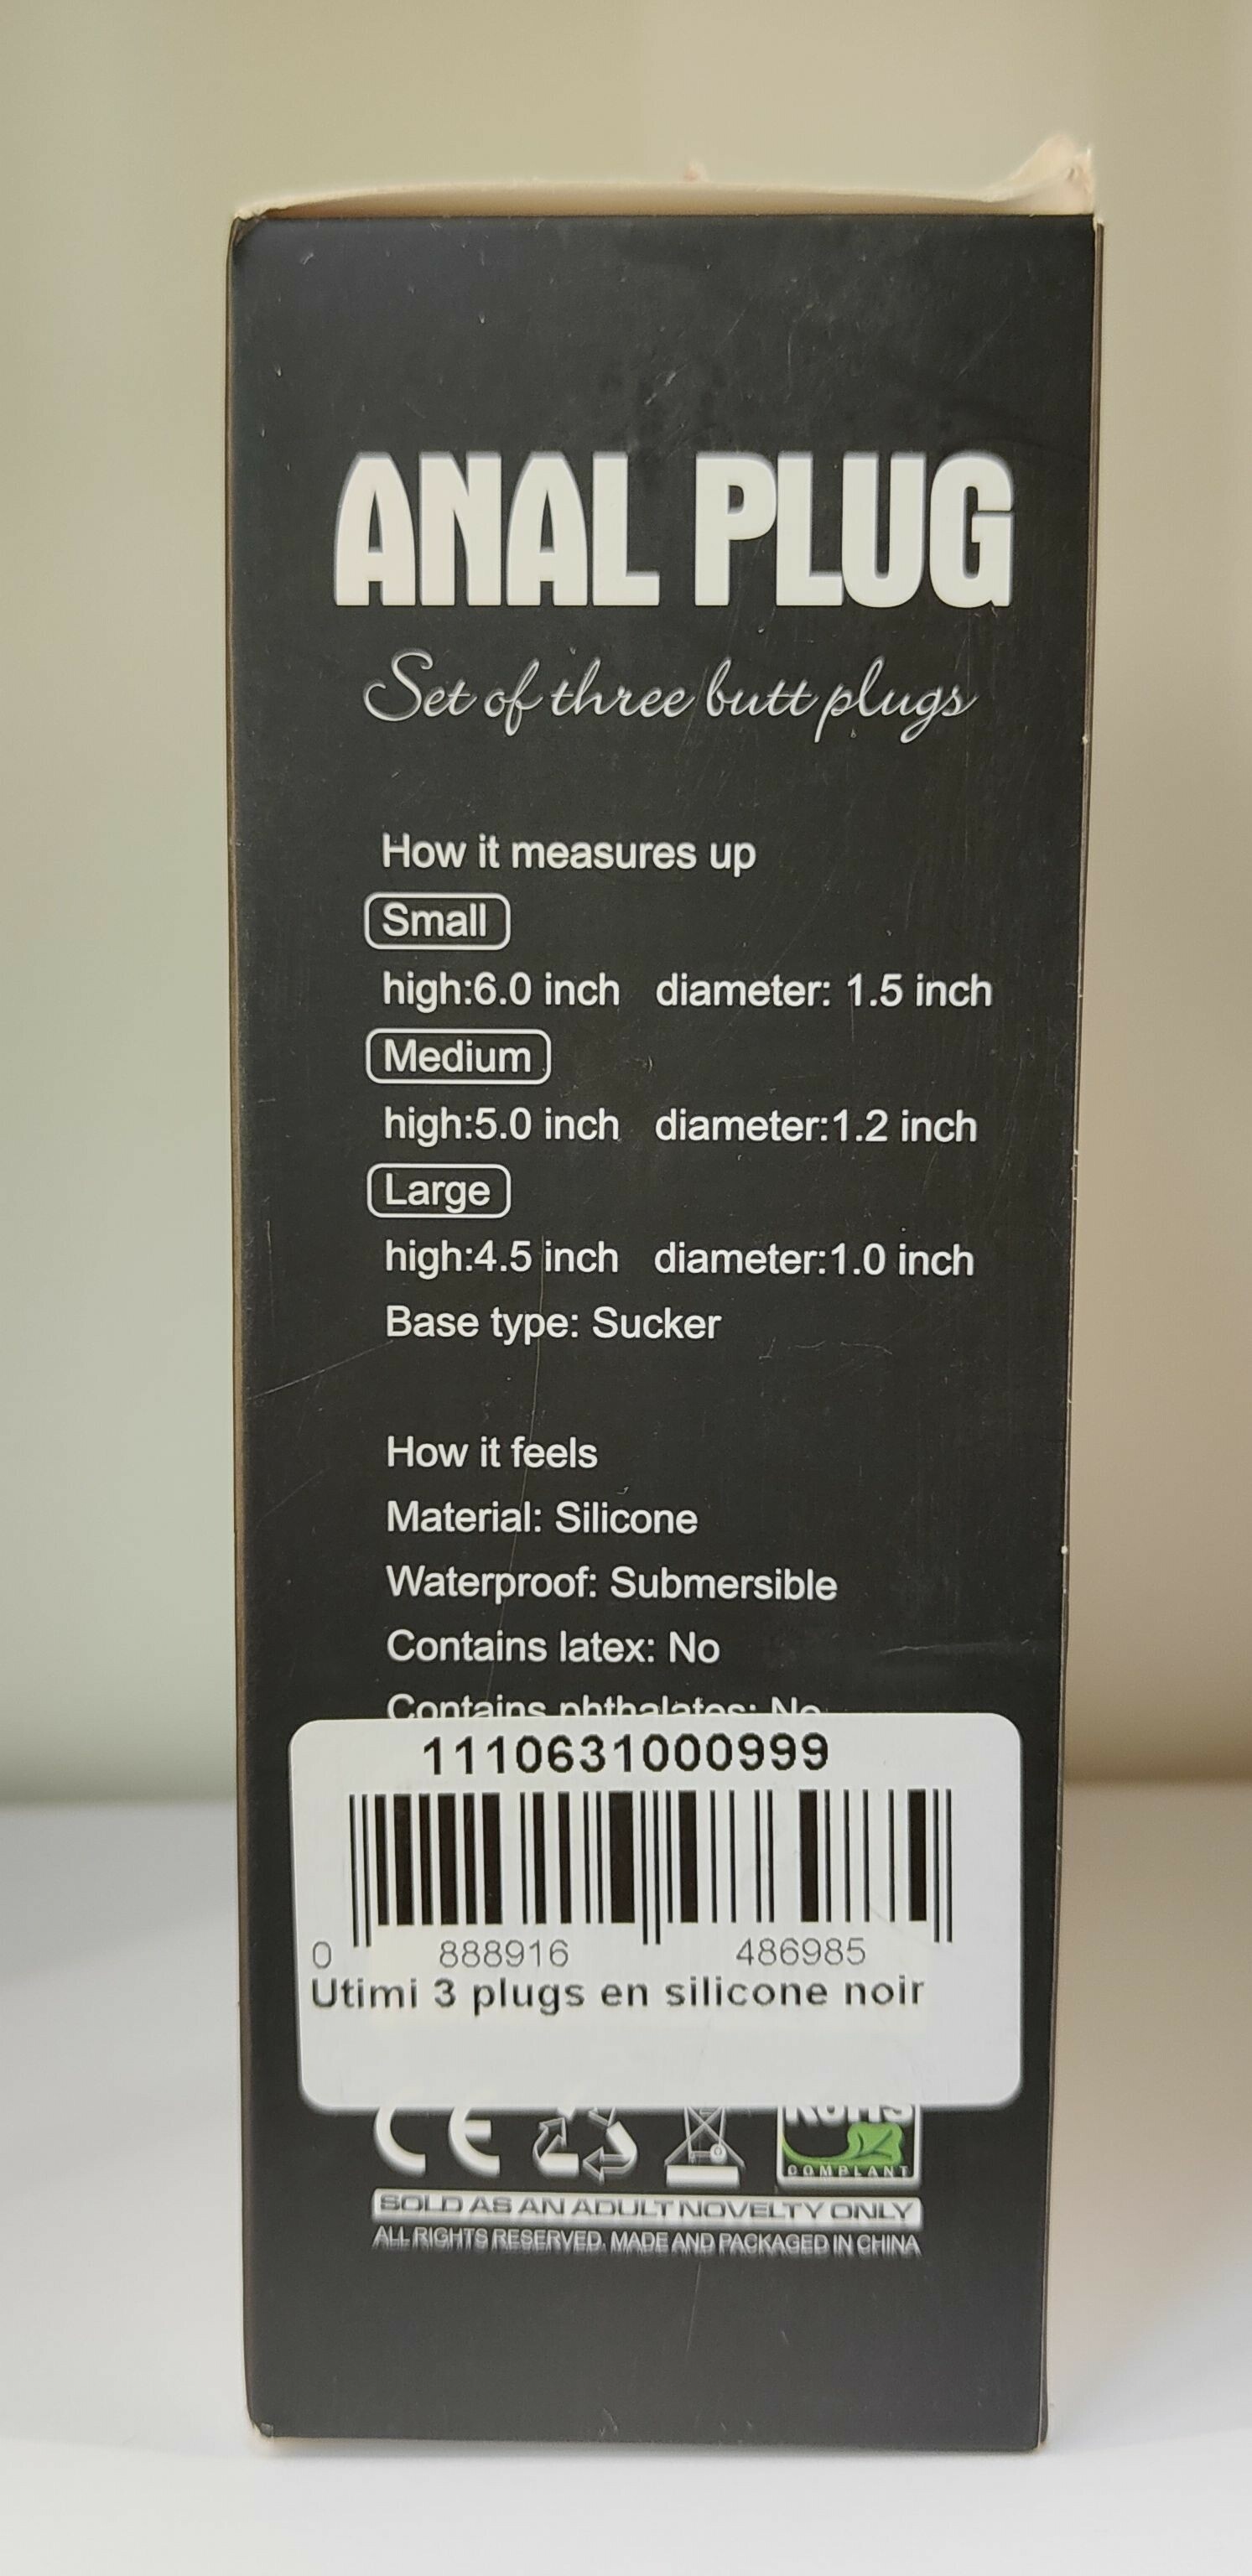 ANAL PLUG
Set of three butt plugs
How it measures up
Small
high:6.0 inch diameter: 1.5 inch
Medium
high:5.0 inch diameter:1.2 inch
Large
high:4.5 inch diameter:1.0 inch
Base type: Sucker
How it feels
Material: Silicone
Waterproof: Submersible
Contains latex: No
Contains phthalates: No
1110631000999
0 888916 486985
Utimi 3 plugs en silicone noir
CE
RoHS
COMPLANT
SOLD AS AN ADULT NOVELTY ONLY
ALL RIGHTS RESERVED. MADE AND PACKAGED IN CHINA